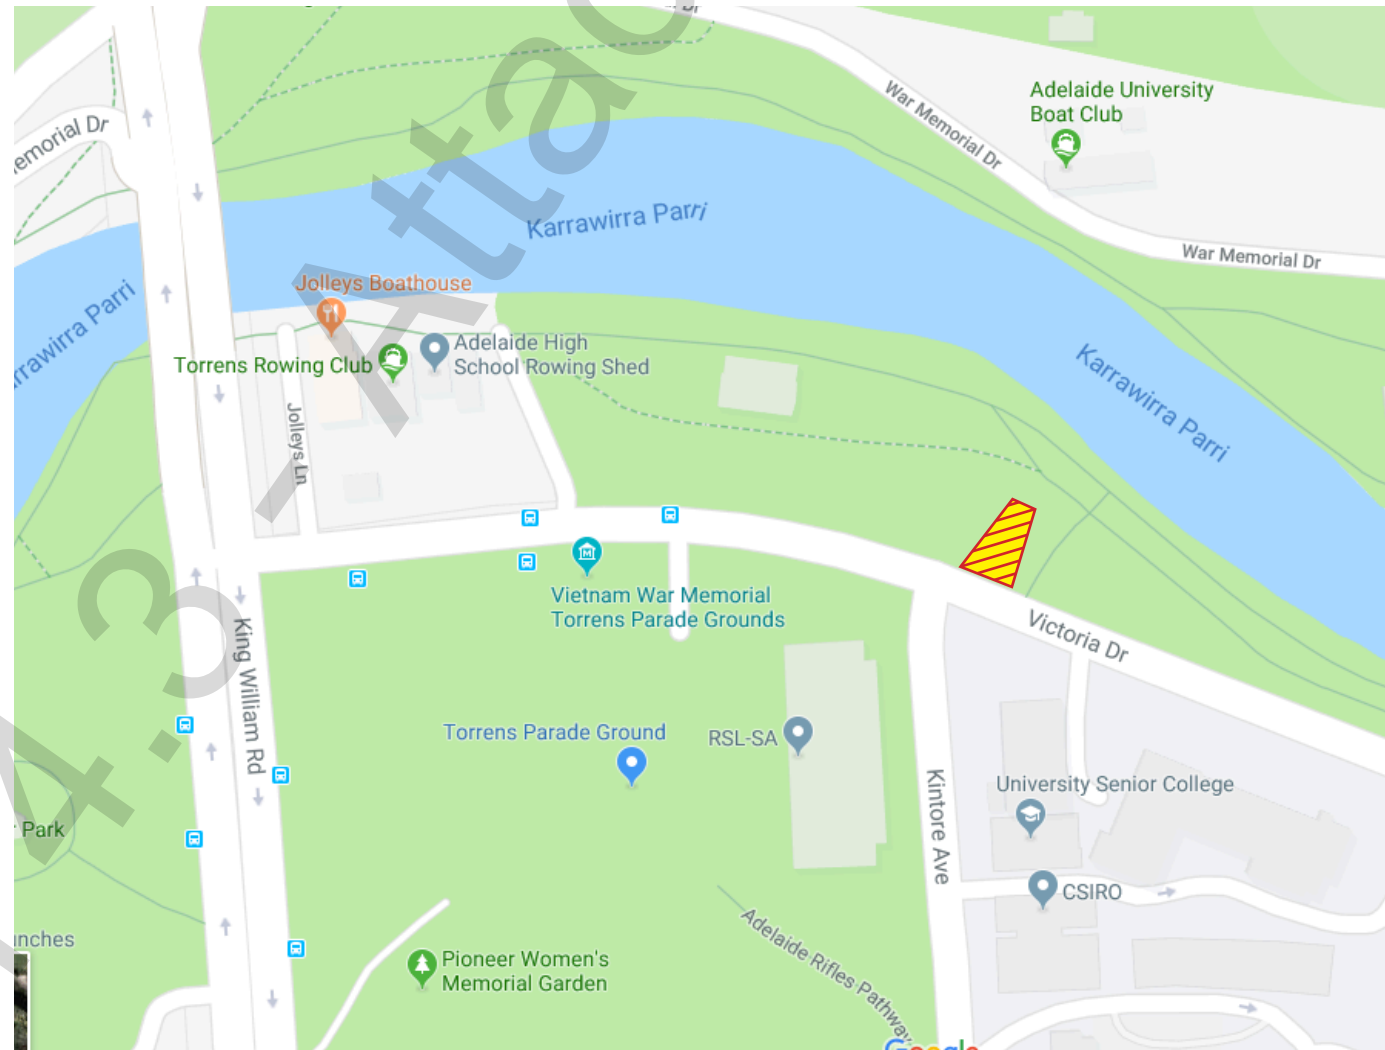 War Memorial Dr
Adelaide University
Boat Club
emorial Dr
Karrawirra Parri
War Memorial Dr
Jolleys Boathouse
arrawirra Parri
Adelaide High
School Rowing Shed
Torrens Rowing Club
Karrawirra Parri
Jolleys Ln
Vietnam War Memorial
Torrens Parade Grounds
Victoria Dr
King William Rd
Torrens Parade Ground
RSL-SA
University Senior College
Kintore Ave
r Park
CSIRO
Adelaide Rifles Pathway
unches
Pioneer Women's
Memorial Garden
Google
4.3 - Attac